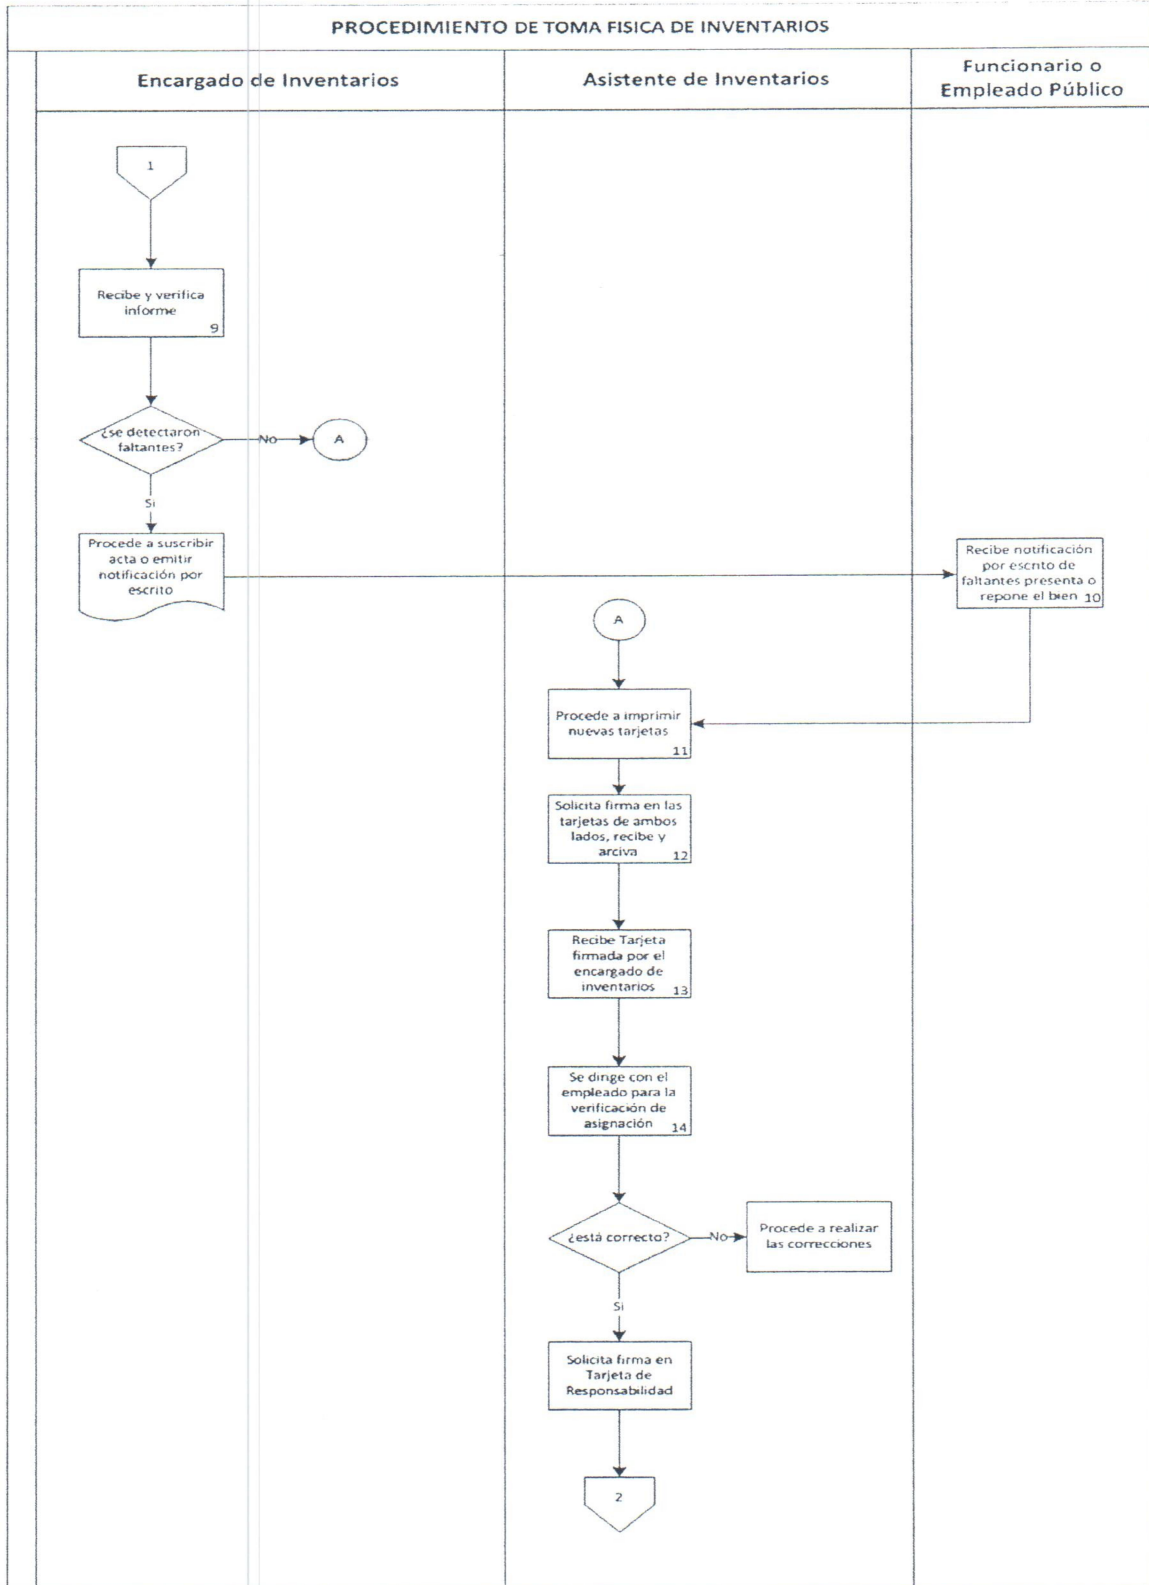 PROCEDIMIENTO DE TOMA FISICA DE INVENTARIOS
Encargado de Inventarios
Asistente de Inventarios
Funcionario o
Empleado Público
1
Recibe y verifica
informe
9
¿se detectaron
faltantes?
No
A
Si
Procede a suscribir
acta o emitir
notificación por
escrito
Recibe notificación
por escrito de
faltantes presenta o
repone el bien 10
A
Procede a imprimir
nuevas tarjetas
11
Solicita firma en las
tarjetas de ambos
lados, recibe y
arciva 12
Recibe Tarjeta
firmada por el
encargado de
inventarios 13
Se dirige con el
empleado para la
verificación de
asignación 14
¿está correcto?
No
Procede a realizar
las correcciones
Si
Solicita firma en
Tarjeta de
Responsabilidad
2